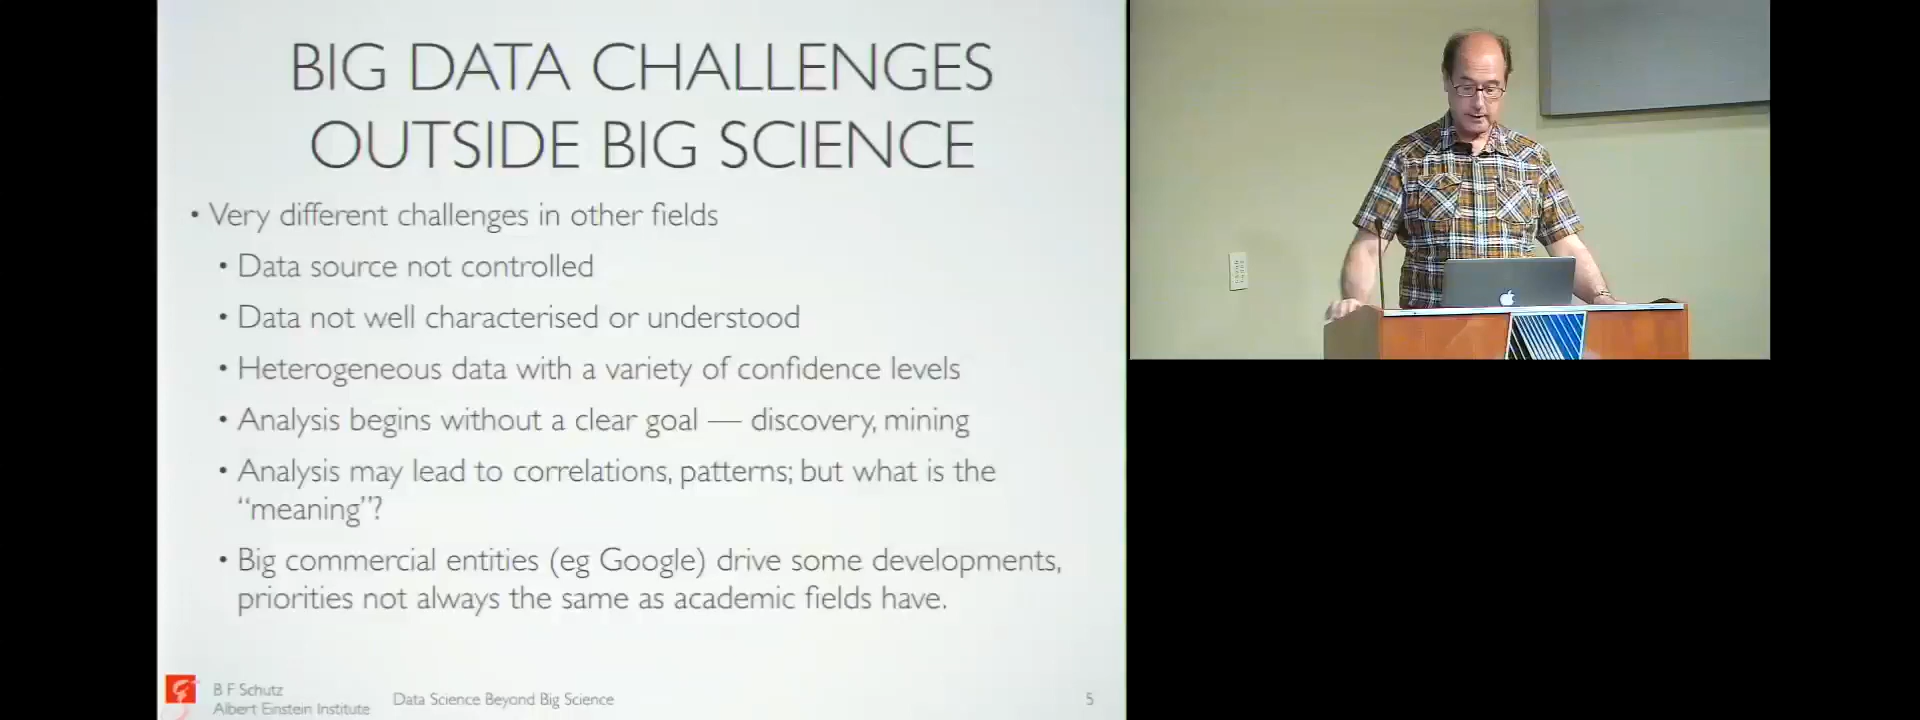 BIG DATA CHALLENGES
OUTSIDE BIG SCIENCE
• Very different challenges in other fields
• Data source not controlled
• Data not well characterised or understood
• Heterogeneous data with a variety of confidence levels
• Analysis begins without a clear goal — discovery, mining
• Analysis may lead to correlations, patterns; but what is the
“meaning”?
• Big commercial entities (eg Google) drive some developments,
priorities not always the same as academic fields have.
B F Schutz
Albert Einstein Institute
Data Science Beyond Big Science
5